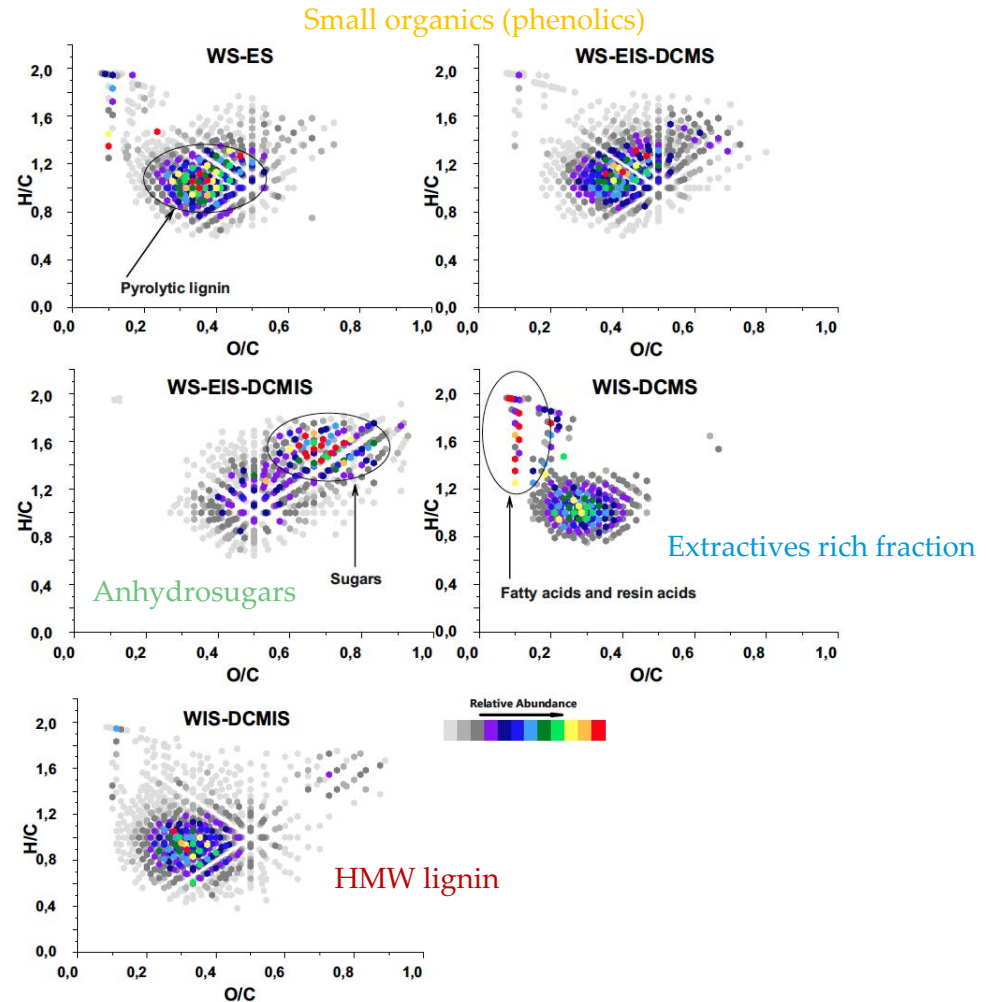 Small organics (phenolics)
WS-ES
2,0
1,6
1,2
0,8
0,4
0,0
H/C
Pyrolytic lignin
0,0 0,2 0,4 0,6 0,8 1,0
O/C
WS-EIS-DCMS
2,0
1,6
1,2
0,8
0,4
0,0
H/C
0,0 0,2 0,4 0,6 0,8 1,0
O/C
WS-EIS-DCMIS
2,0
1,6
1,2
0,8
0,4
0,0
H/C
Sugars
Anhydrosugars
0,0 0,2 0,4 0,6 0,8 1,0
O/C
WIS-DCMS
2,0
1,6
1,2
0,8
0,4
0,0
H/C
Extractives rich fraction
Fatty acids and resin acids
0,0 0,2 0,4 0,6 0,8 1,0
O/C
WIS-DCMIS
2,0
1,6
1,2
0,8
0,4
0,0
H/C
HMW lignin
0,0 0,2 0,4 0,6 0,8 1,0
O/C
Relative Abundance